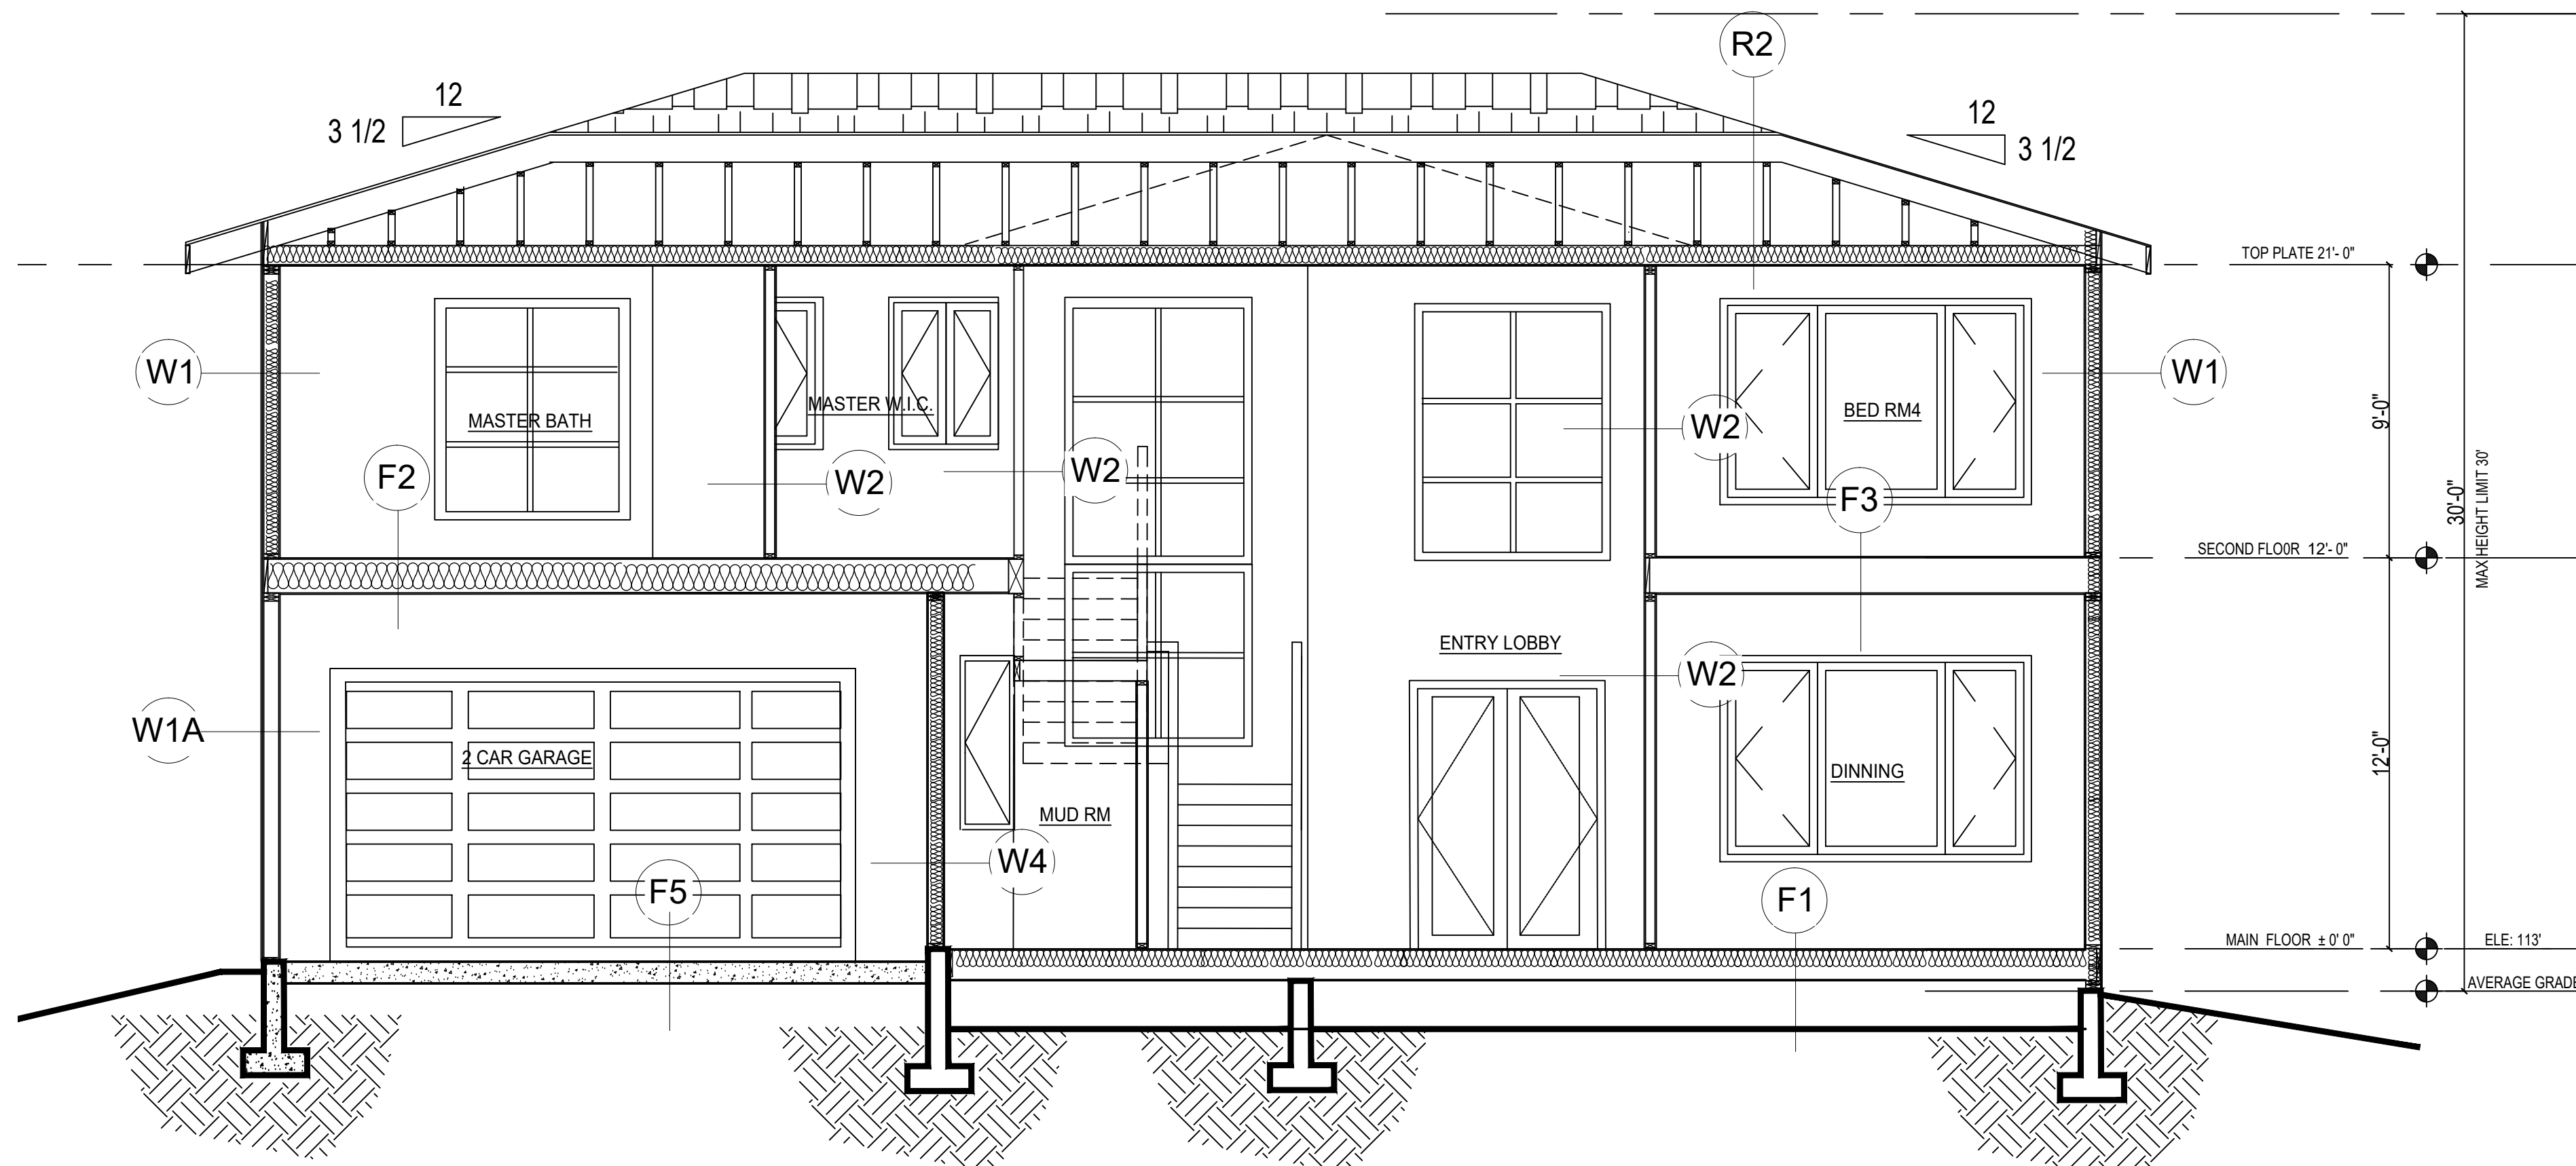 R2
12
3 1/2
12
3 1/2
TOP PLATE 21'- 0"
W1
MASTER BATH
MASTER W.I.C.
BED RM4
W1
9'-0"
F2
W2
W2
W2
F3
30'-0"
MAX HEIGHT LIMIT 30'
SECOND FLOOR 12'- 0"
ENTRY LOBBY
W2
W1A
2 CAR GARAGE
DINNING
12'-0"
MUD RM
W4
F5
F1
MAIN FLOOR ± 0' 0"
ELE: 113'
AVERAGE GRADE